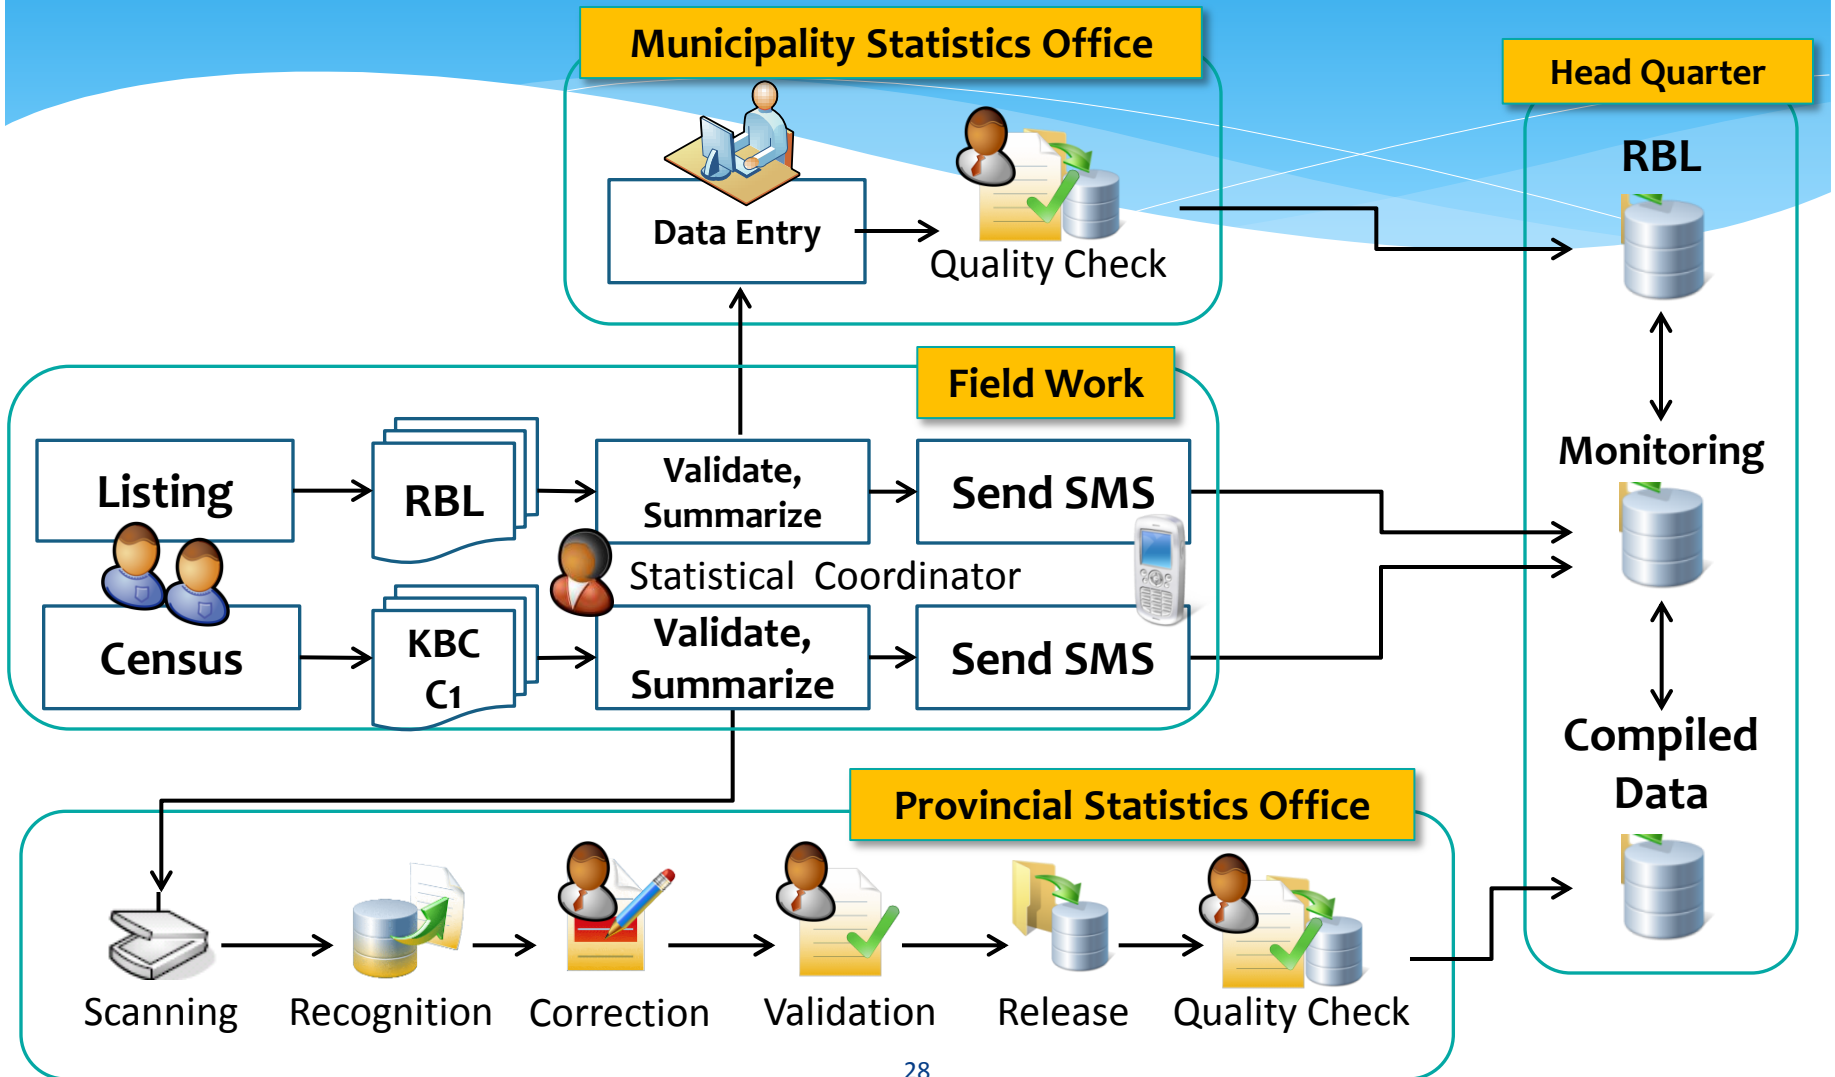 Municipality Statistics Office
Head Quarter
RBL
Data Entry
Quality Check
Field Work
Listing
RBL
Validate,
Summarize
Send SMS
Monitoring
Statistical Coordinator
Census
KBC
C1
Validate,
Summarize
Send SMS
Compiled
Data
Provincial Statistics Office
Scanning
Recognition
Correction
Validation
Release
Quality Check
28